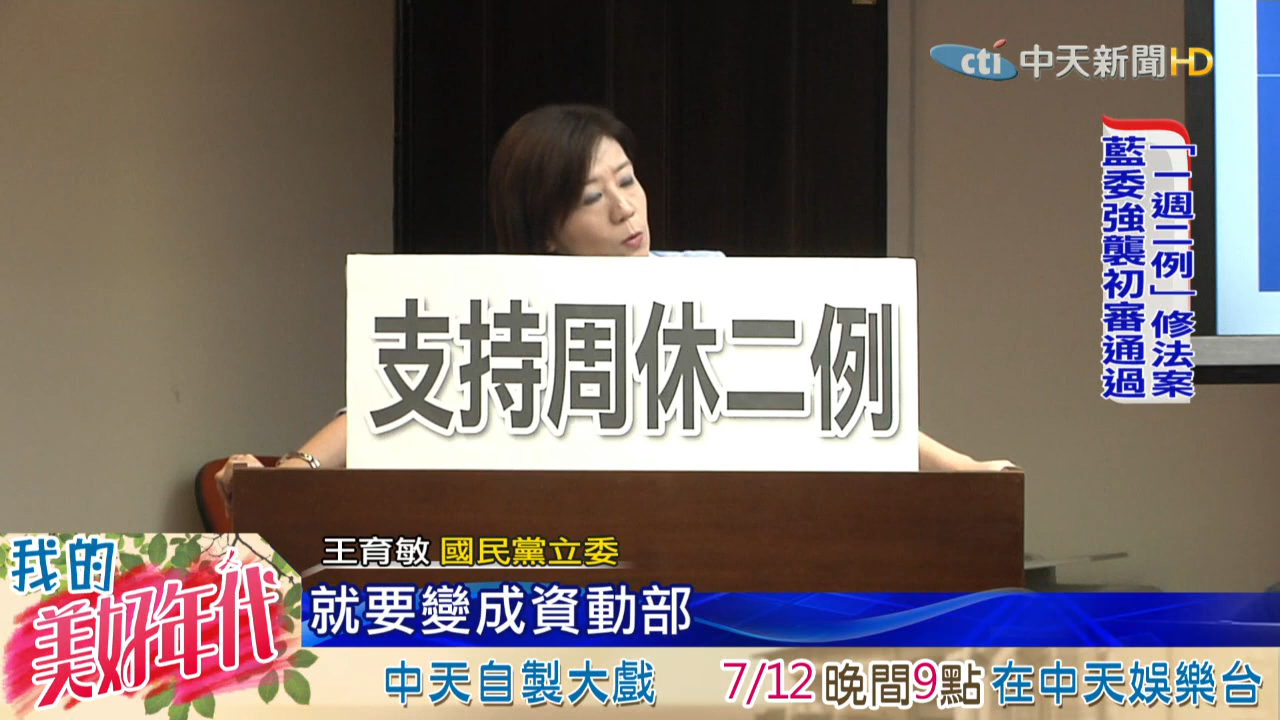 cti 中天新聞HD
「一週二例」修法案
藍委強襲初審通過
支持周休二例
王育敏 國民黨立委
就要變成資動部
我的
美好年代
中天自製大戲 7/12 晚間9點 在中天娛樂台